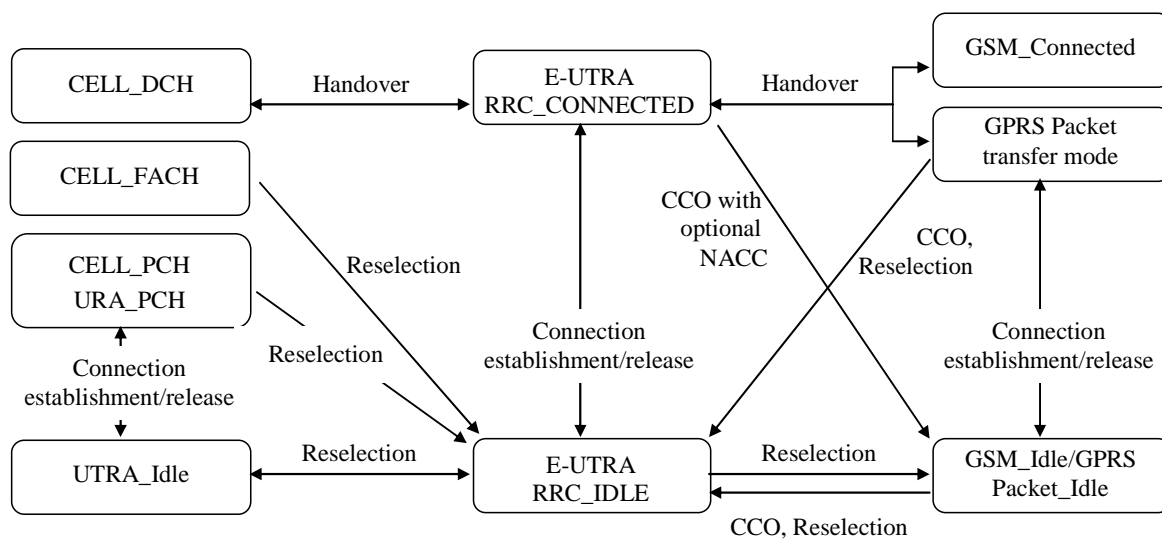 GSM_Connected
CELL_DCH
Handover
E-UTRA
RRC_CONNECTED
Handover
GPRS Packet
transfer mode
CELL_FACH
CCO with
optional
NACC
CCO,
Reselection
CELL_PCH
URA_PCH
Reselection
Reselection
Connection
establishment/release
Connection
establishment/release
Connection
establishment/release
UTRA_Idle
Reselection
E-UTRA
RRC_IDLE
Reselection
GSM_Idle/GPRS
Packet_Idle
CCO, Reselection